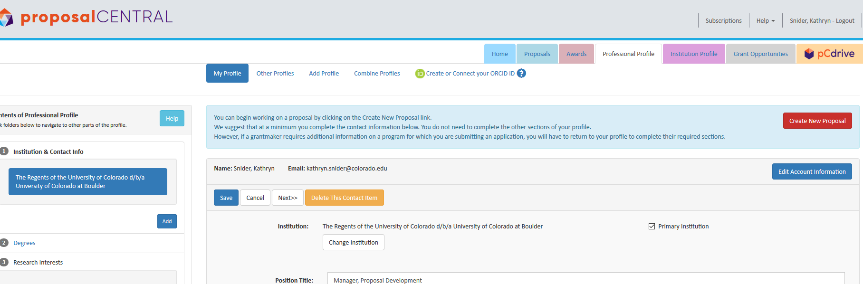 proposalCENTRAL
Subscriptions Help Snider, Kathryn - Logout
Home Proposals Awards Professional Profile Institution Profile Grant Opportunities pCdrive
My Profile Other Profiles Add Profile Combine Profiles iD Create or Connect your ORCID iD ?
ntents of Professional Profile
k folders below to navigate to other parts of the profile.
Help
1 Institution & Contact Info
The Regents of the University of Colorado d/b/a
University of Colorado at Boulder
Add
2 Degrees
3 Research Interests
You can begin working on a proposal by clicking on the Create New Proposal link.
We suggest that at a minimum you complete the contact information below. You do not need to complete the other sections of your profile.
However, if a grantmaker requires additional information on a program for which you are submitting an application, you will have to return to your profile to complete their required sections.
Create New Proposal
Name: Snider, Kathryn Email: kathryn.snider@colorado.edu
Edit Account Information
Save Cancel Next>> Delete This Contact Item
Institution: The Regents of the University of Colorado d/b/a University of Colorado at Boulder
Primary Institution
Change Institution
Position Title: Manager, Proposal Development